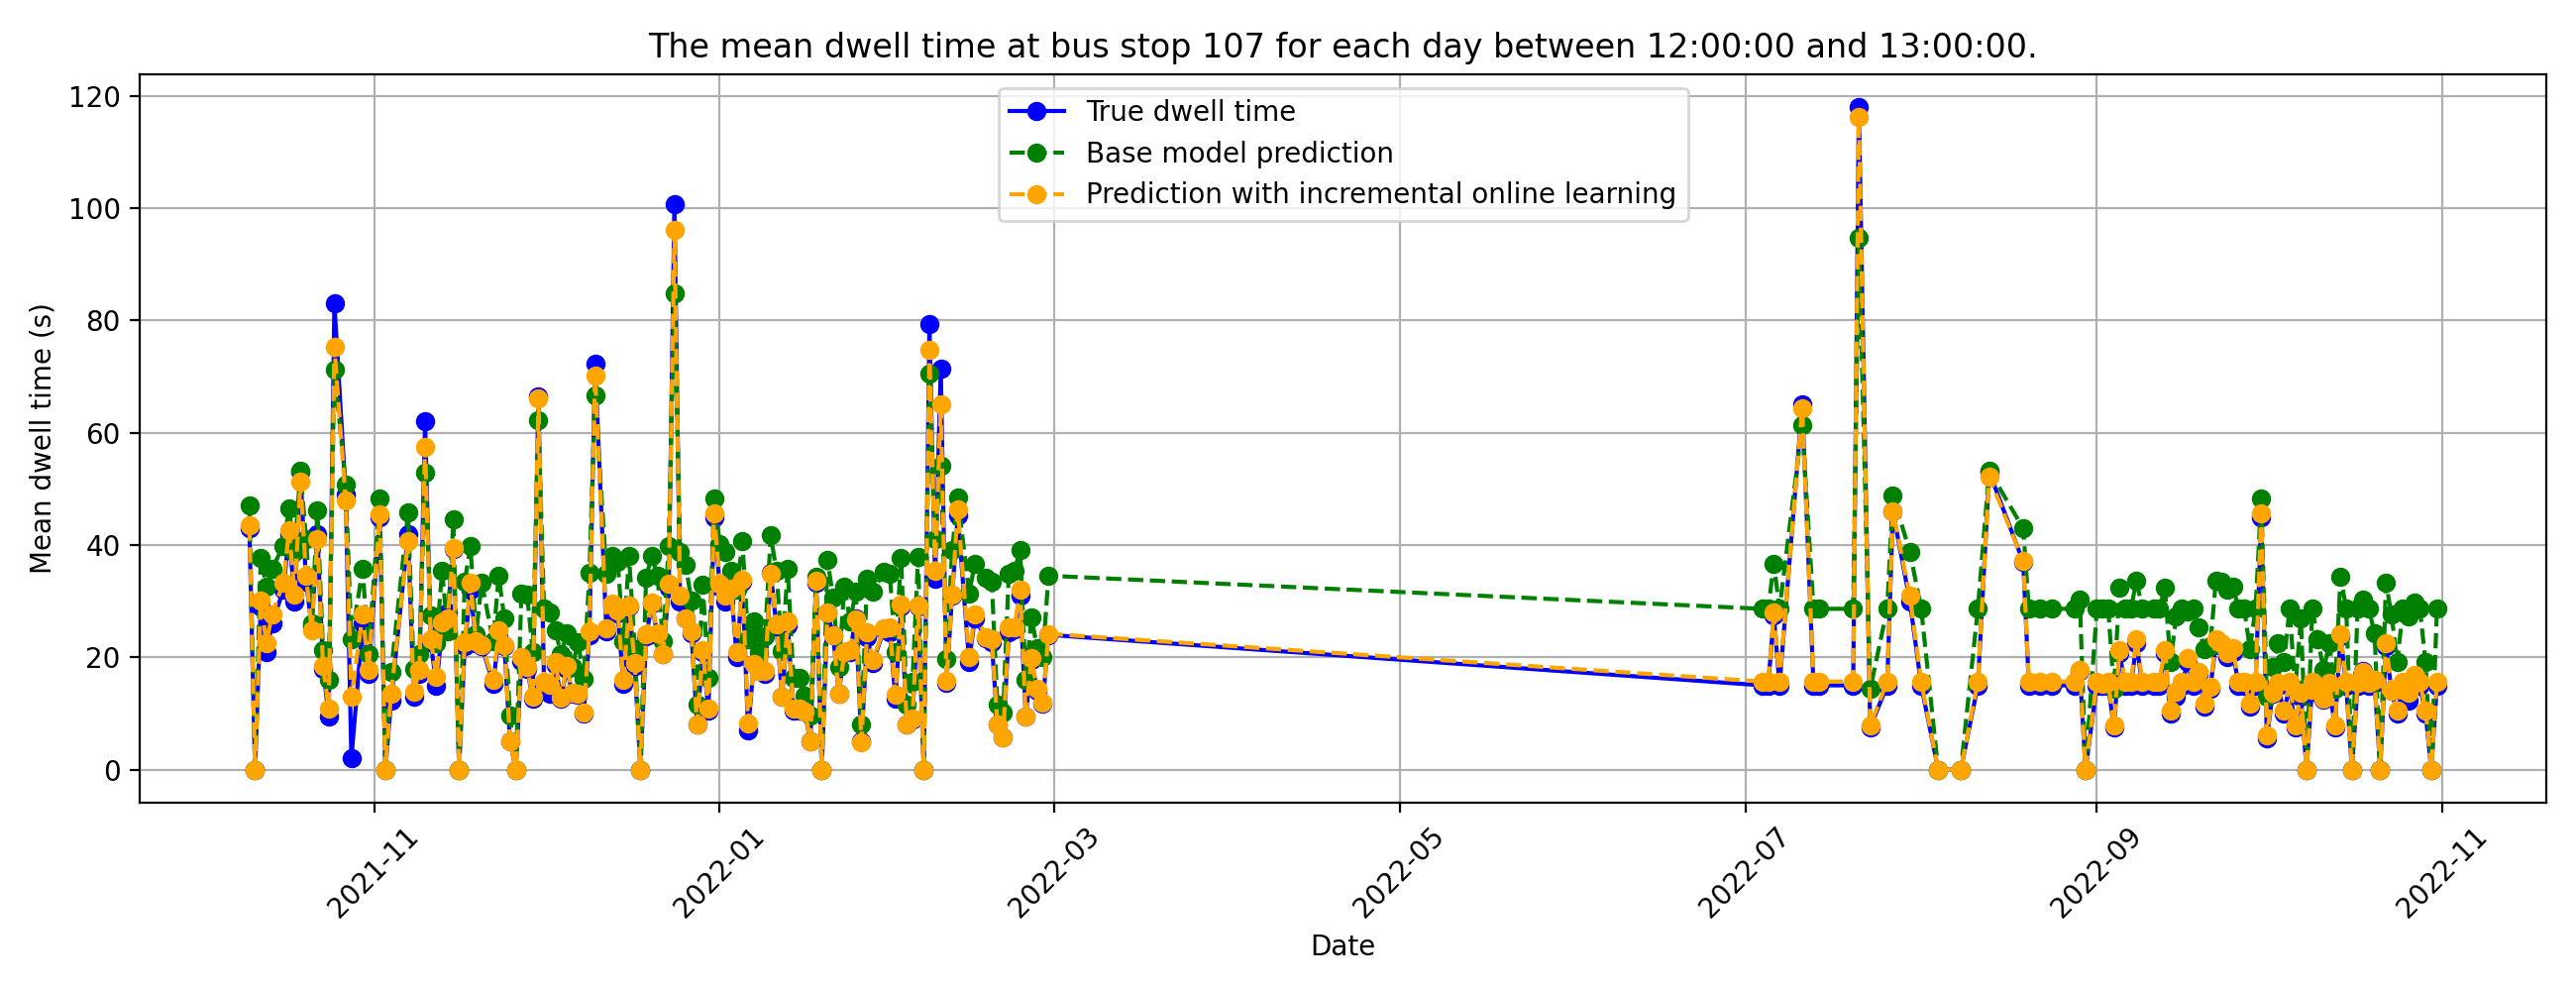 The mean dwell time at bus stop 107 for each day between 12:00:00 and 13:00:00.
True dwell time
Base model prediction
Prediction with incremental online learning
Mean dwell time (s)
120
100
80
60
40
20
0
2021-11
2022-01
2022-03
2022-05
2022-07
2022-09
2022-11
Date